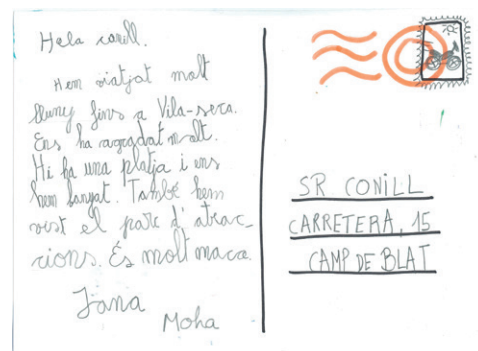 Hola conill.
Hem viatjat molt
lluny fins a Vila-seca.
Ens ha agradat molt.
Hi ha una platja i ens
hem banyat. També hem
vist el parc d'atrac-
cions. És molt maca.
Jana
Moha
SR CONILL
CARRETERA, 15
CAMP DE BLAT